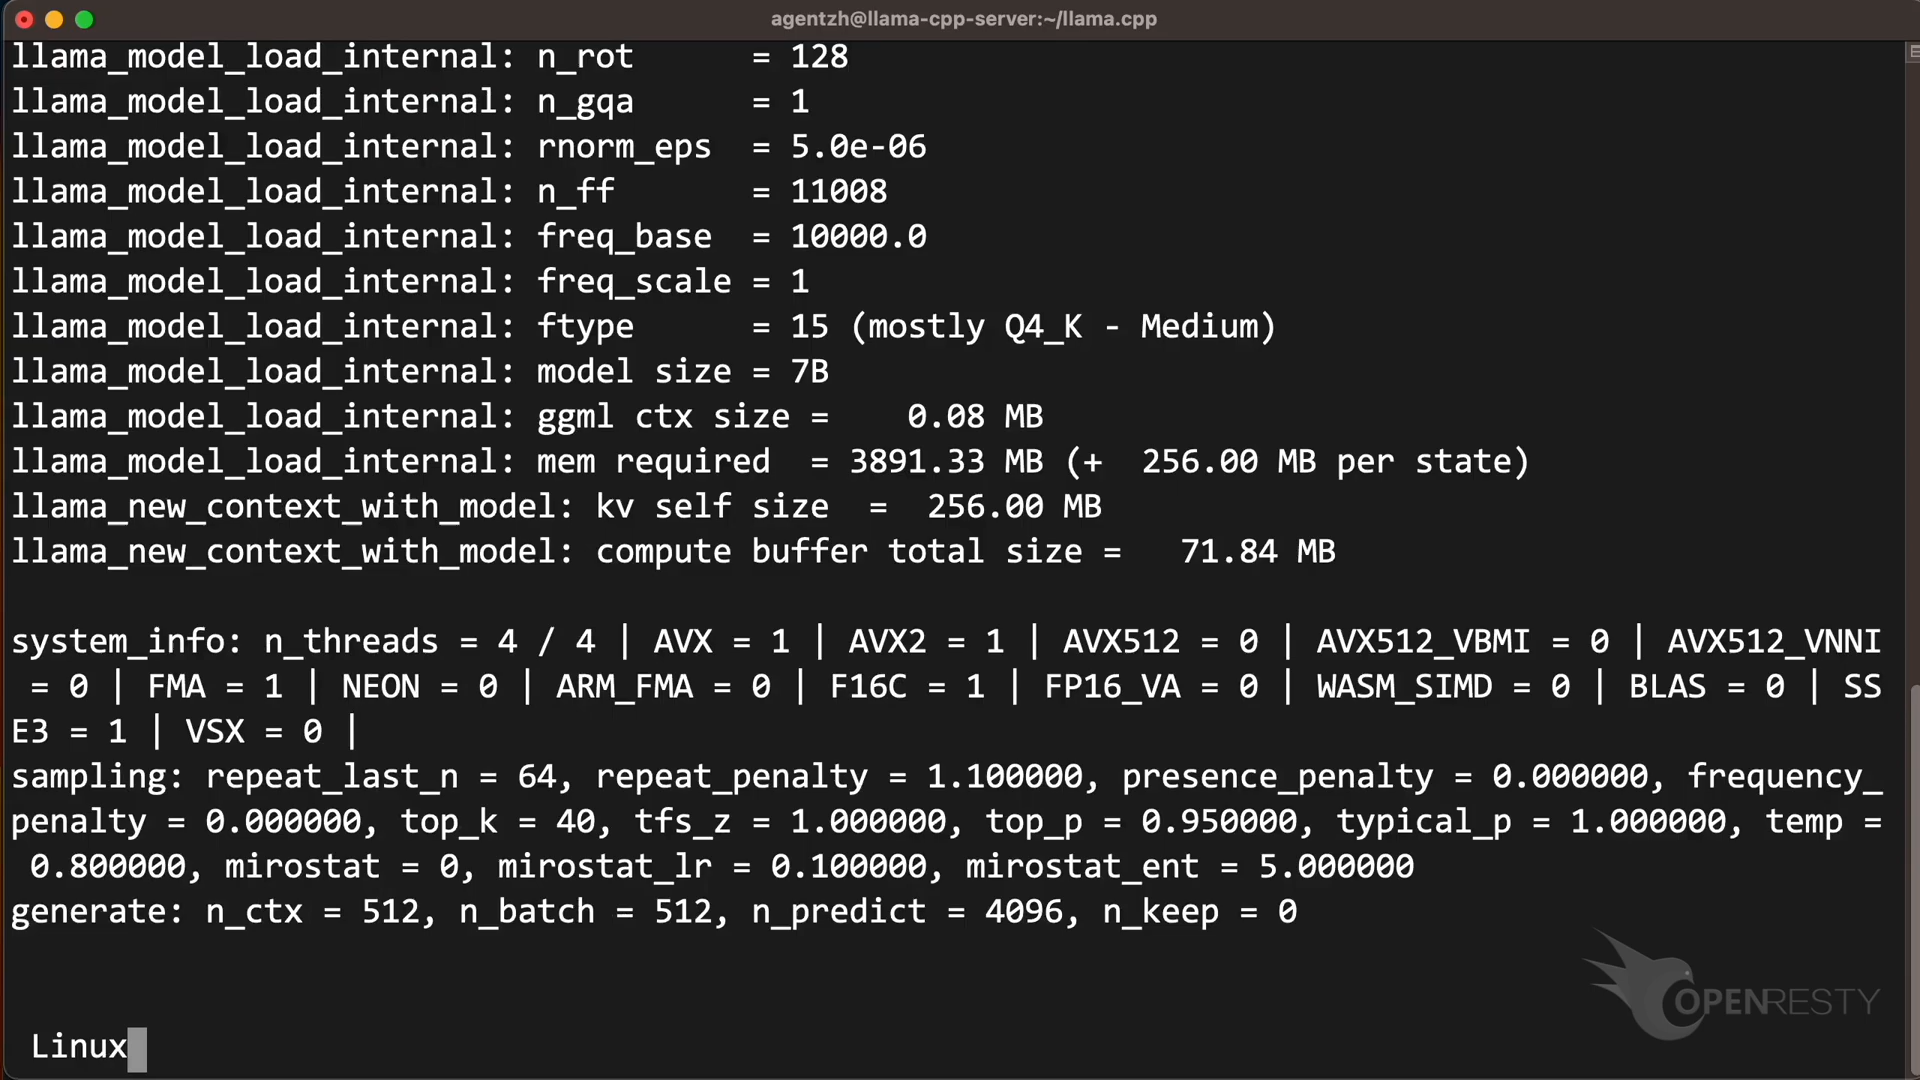 agentzh@llama-cpp-server:~/llama.cpp
llama_model_load_internal: n_rot      = 128
llama_model_load_internal: n_gqa      = 1
llama_model_load_internal: rnorm_eps  = 5.0e-06
llama_model_load_internal: n_ff       = 11008
llama_model_load_internal: freq_base  = 10000.0
llama_model_load_internal: freq_scale = 1
llama_model_load_internal: ftype      = 15 (mostly Q4_K - Medium)
llama_model_load_internal: model size = 7B
llama_model_load_internal: ggml ctx size =    0.08 MB
llama_model_load_internal: mem required  = 3891.33 MB (+  256.00 MB per state)
llama_new_context_with_model: kv self size  =  256.00 MB
llama_new_context_with_model: compute buffer total size =   71.84 MB
system_info: n_threads = 4 / 4 | AVX = 1 | AVX2 = 1 | AVX512 = 0 | AVX512_VBMI = 0 | AVX512_VNNI
 = 0 | FMA = 1 | NEON = 0 | ARM_FMA = 0 | F16C = 1 | FP16_VA = 0 | WASM_SIMD = 0 | BLAS = 0 | SS
E3 = 1 | VSX = 0 |
sampling: repeat_last_n = 64, repeat_penalty = 1.100000, presence_penalty = 0.000000, frequency_
penalty = 0.000000, top_k = 40, tfs_z = 1.000000, top_p = 0.950000, typical_p = 1.000000, temp =
 0.800000, mirostat = 0, mirostat_lr = 0.100000, mirostat_ent = 5.000000
generate: n_ctx = 512, n_batch = 512, n_predict = 4096, n_keep = 0
OPENRESTY
 Linux